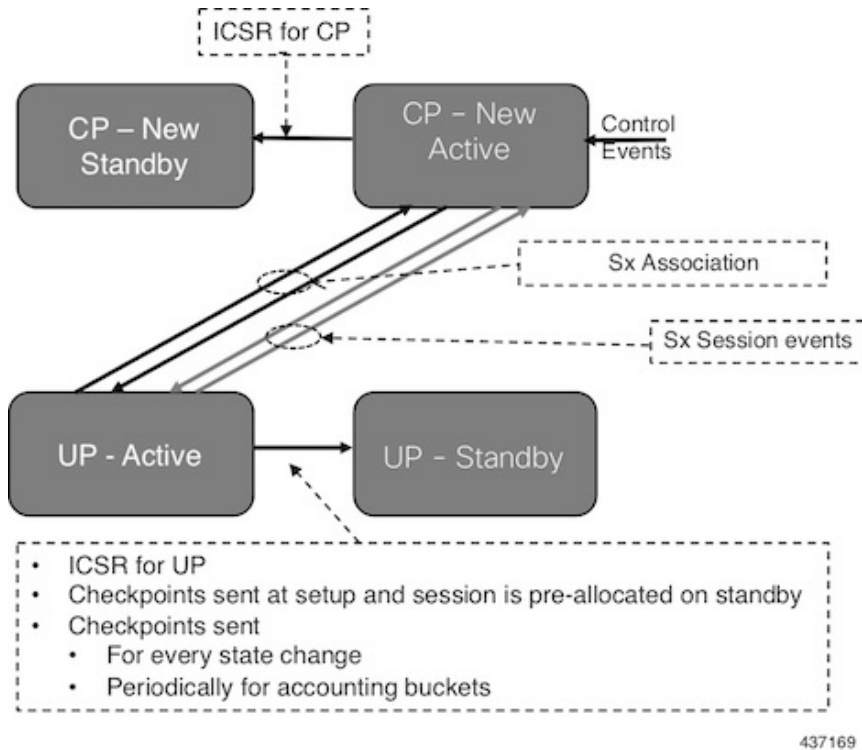 ICSR for CP
CP – New
Standby
CP – New
Active
Control
Events
Sx Association
Sx Session events
UP - Active
UP – Standby
• ICSR for UP
• Checkpoints sent at setup and session is pre-allocated on standby
• Checkpoints sent
• For every state change
• Periodically for accounting buckets
437169